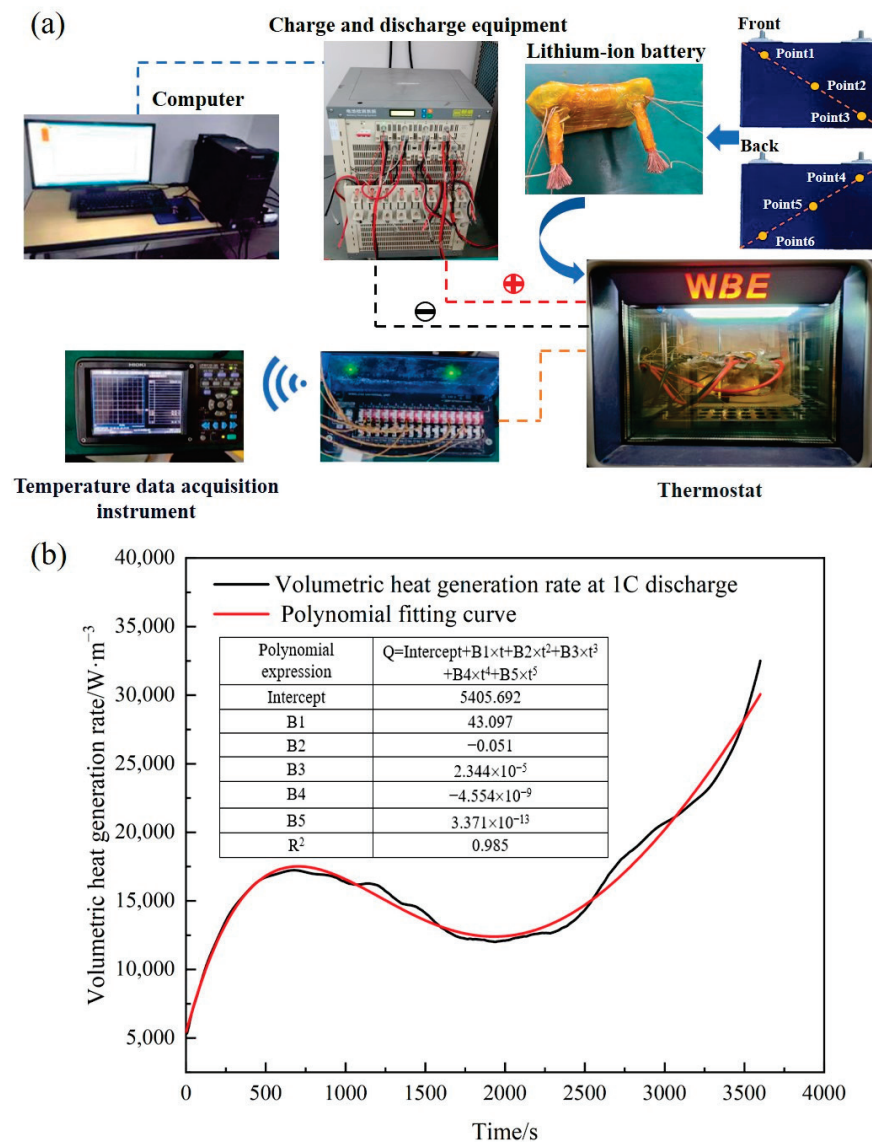 (a)
Charge and discharge equipment
Front
Lithium-ion battery
Point1
Computer
Point2
Point3
Back
Point4
Point5
Point6
WBE
Temperature data acquisition
instrument
Thermostat
(b)
40,000
35,000
30,000
25,000
20,000
15,000
10,000
5,000
Volumetric heat generation rate/W·m⁻³
Volumetric heat generation rate at 1C discharge
Polynomial fitting curve
Polynomial
expression
Q=Intercept+B1×t+B2×t²+B3×t³
+B4×t⁴+B5×t⁵
Intercept 5405.692
B1 43.097
B2 −0.051
B3 2.344×10⁻⁵
B4 −4.554×10⁻⁹
B5 3.371×10⁻¹³
R² 0.985
0 500 1000 1500 2000 2500 3000 3500 4000
Time/s